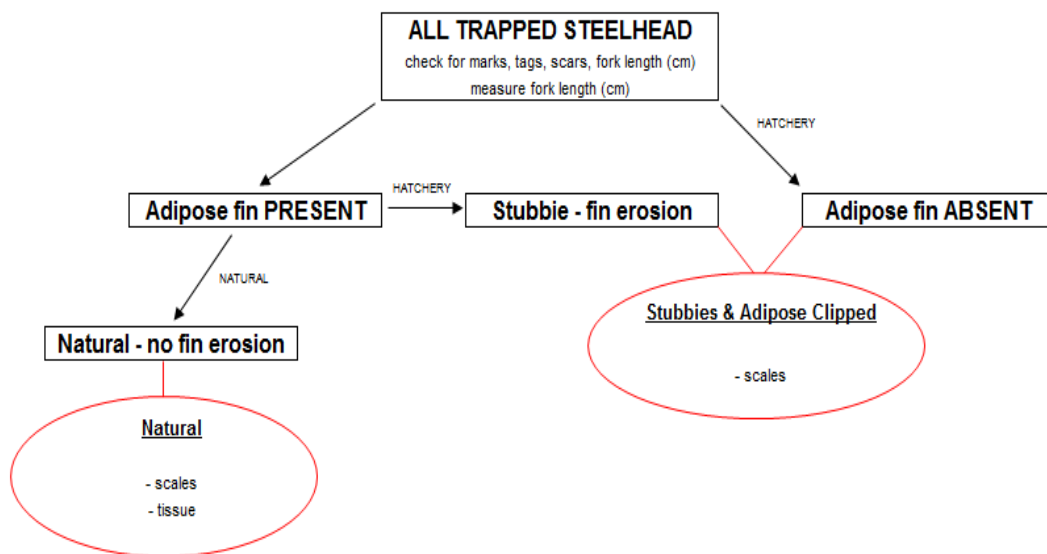 ALL TRAPPED STEELHEAD
check for marks, tags, scars, fork length (cm)
measure fork length (cm)
HATCHERY
Adipose fin PRESENT
HATCHERY
Stubbie - fin erosion
Adipose fin ABSENT
NATURAL
Stubbies & Adipose Clipped
- scales
Natural - no fin erosion
Natural
- scales
- tissue